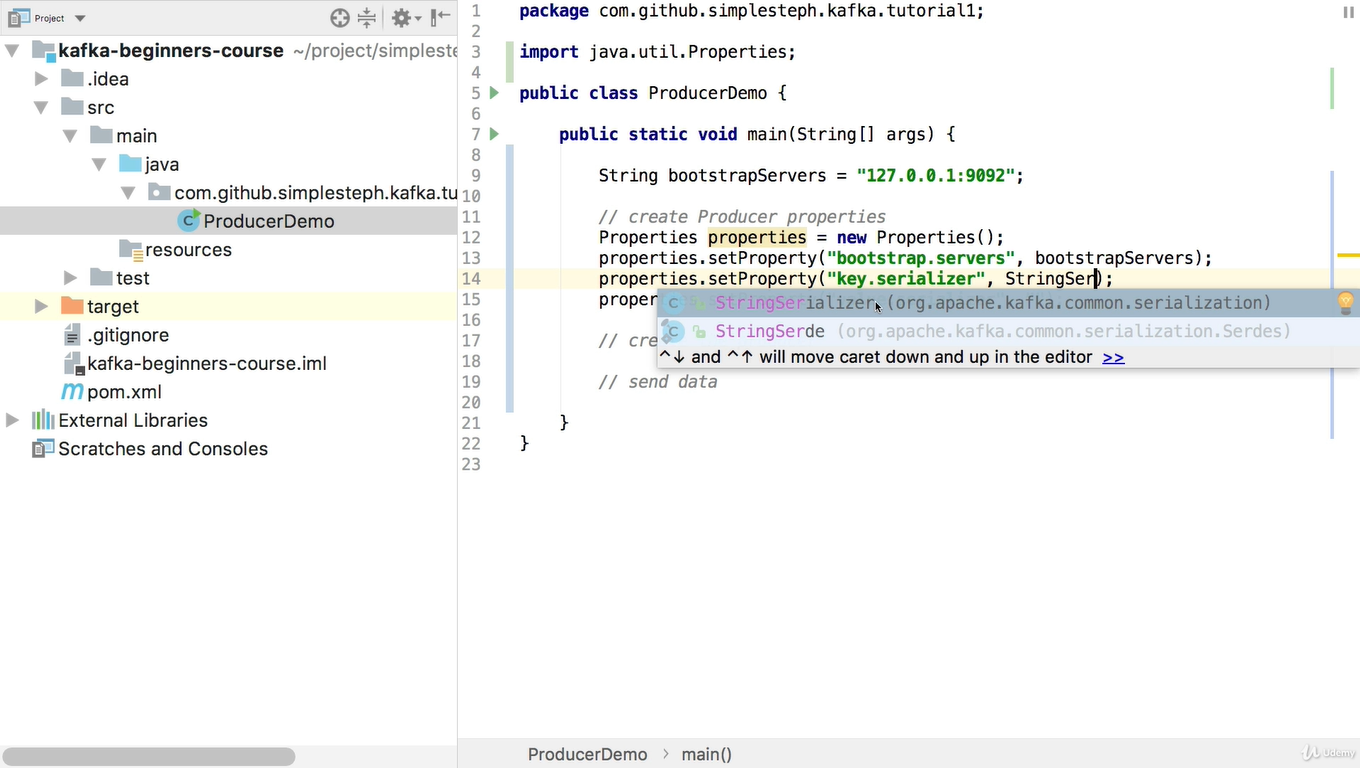 Project
kafka-beginners-course ~/project/simpleste
.idea
src
main
java
com.github.simplesteph.kafka.tu
ProducerDemo
resources
test
target
.gitignore
kafka-beginners-course.iml
pom.xml
External Libraries
Scratches and Consoles
1 package com.github.simplesteph.kafka.tutorial1;
2
3 import java.util.Properties;
4
5 public class ProducerDemo {
6
7 public static void main(String[] args) {
8
9 String bootstrapServers = "127.0.0.1:9092";
10
11 // create Producer properties
12 Properties properties = new Properties();
13 properties.setProperty("bootstrap.servers", bootstrapServers);
14 properties.setProperty("key.serializer", StringSer);
15 proper
StringSerializer (org.apache.kafka.common.serialization)
16
StringSerde (org.apache.kafka.common.serialization.Serdes)
17 // cre
^↓ and ^↑ will move caret down and up in the editor >>
18
19 // send data
20
21 }
22 }
23
ProducerDemo > main()
Udemy